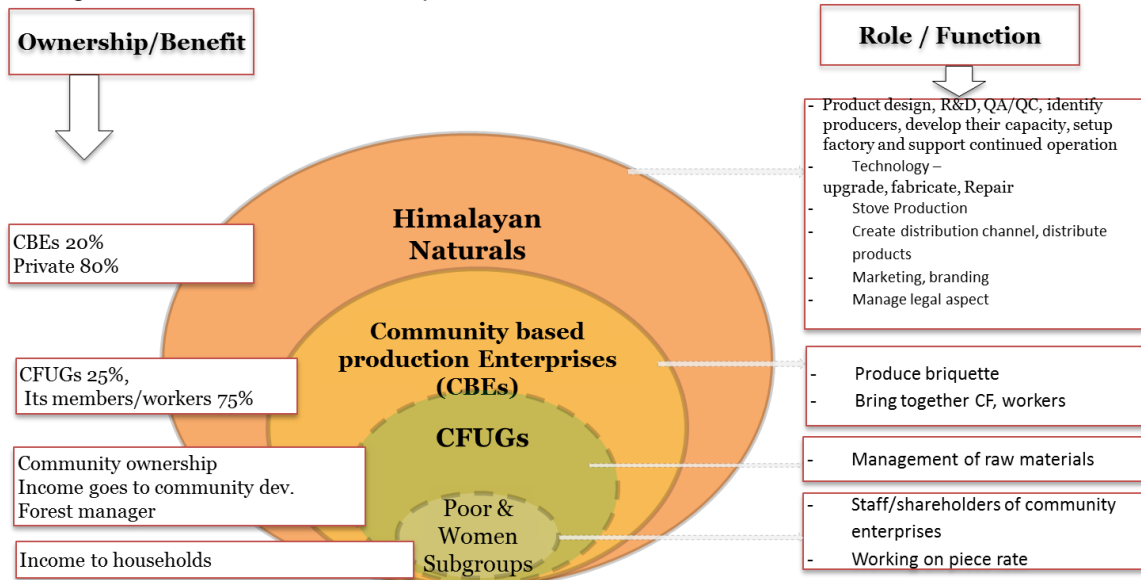 Ownership/Benefit
Role / Function
- Product design, R&D, QA/QC, identify
producers, develop their capacity, setup
factory and support continued operation
- Technology –
upgrade, fabricate, Repair
- Stove Production
- Create distribution channel, distribute
products
- Marketing, branding
- Manage legal aspect
Himalayan
Naturals
CBEs 20%
Private 80%
Community based
production Enterprises
(CBEs)
CFUGs 25%,
Its members/workers 75%
- Produce briquette
- Bring together CF, workers
CFUGs
Community ownership
Income goes to community dev.
Forest manager
- Management of raw materials
Poor &
Women
Subgroups
- Staff/shareholders of community
enterprises
- Working on piece rate
Income to households